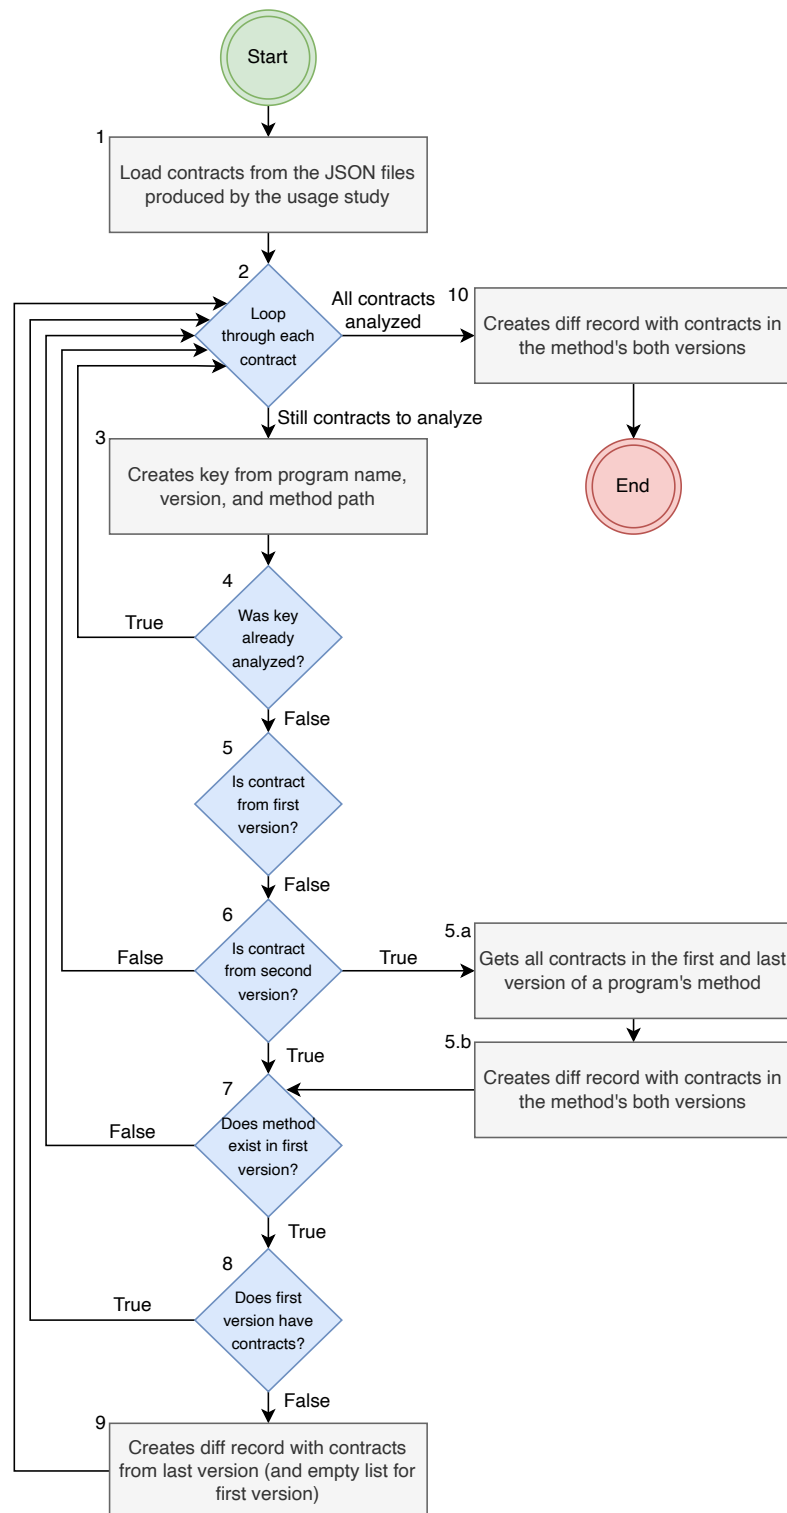 Start
1
Load contracts from the JSON files
produced by the usage study
2
Loop
through each
contract
All contracts
analyzed
10
Creates diff record with contracts in
the method's both versions
Still contracts to analyze
3
Creates key from program name,
version, and method path
End
4
Was key
already
analyzed?
True
False
5
Is contract
from first
version?
False
6
Is contract
from second
version?
False
True
5.a
Gets all contracts in the first and last
version of a program's method
True
5.b
Creates diff record with contracts in
the method's both versions
7
Does method
exist in first
version?
False
True
8
Does first
version have
contracts?
True
False
9
Creates diff record with contracts
from last version (and empty list for
first version)